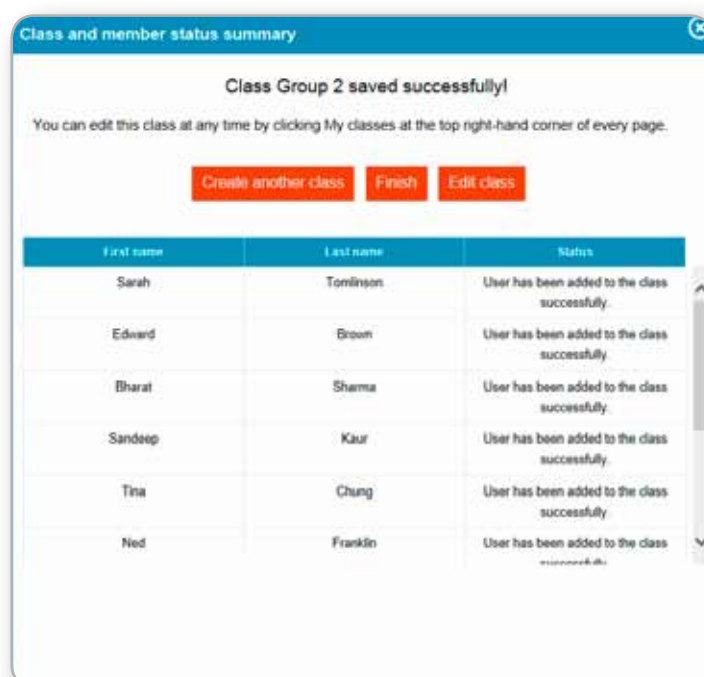 Class and member status summary
Class Group 2 saved successfully!
You can edit this class at any time by clicking My classes at the top right-hand corner of every page.
Create another class Finish Edit class
First name Last name Status
Sarah Tomlinson User has been added to the class
successfully.
Edward Brown User has been added to the class
successfully.
Bharat Sharma User has been added to the class
successfully.
Sandeep Kaur User has been added to the class
successfully.
Tina Chung User has been added to the class
successfully.
Ned Franklin User has been added to the class
successfully.